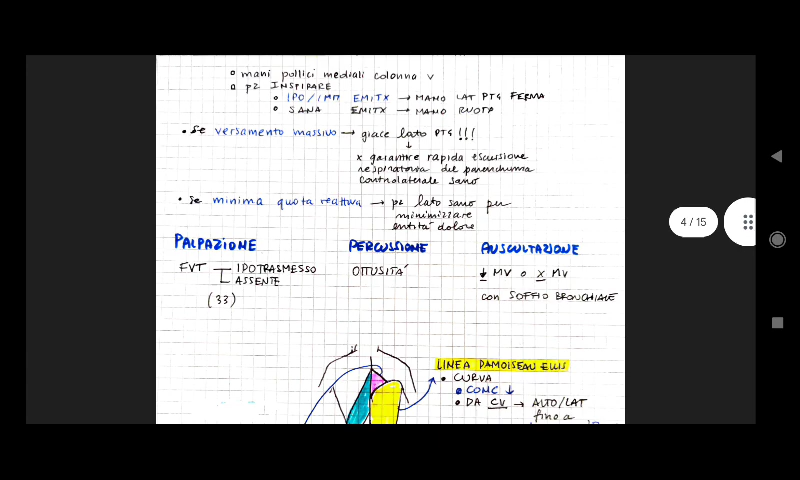 mani pollici mediali colonna v
pz INSPIRARE
IPO/IMM EMITX → MANO LAT PTG FERMA
SANA EMITX → MANO RUOTA
• Se versamento massivo → giace lato PTG !!!
↓
x garantire rapida escursione
respiratoria del parenchima
controlaterale sano
• Se minima quota reattiva → pz lato sano per
minimizzare
entità dolore
PALPAZIONE PERCUSSIONE AUSCULTAZIONE
FVT IPOTRASMESSO OTTUSITÀ ↓ MV o X MV
ASSENTE
(33) con SOFFIO BRONCHIALE
LINEA DAMOISEAU ELLIS
• CURVA
• CONC ↓
• DA CV → ALTO/LAT
fino a
4 / 15